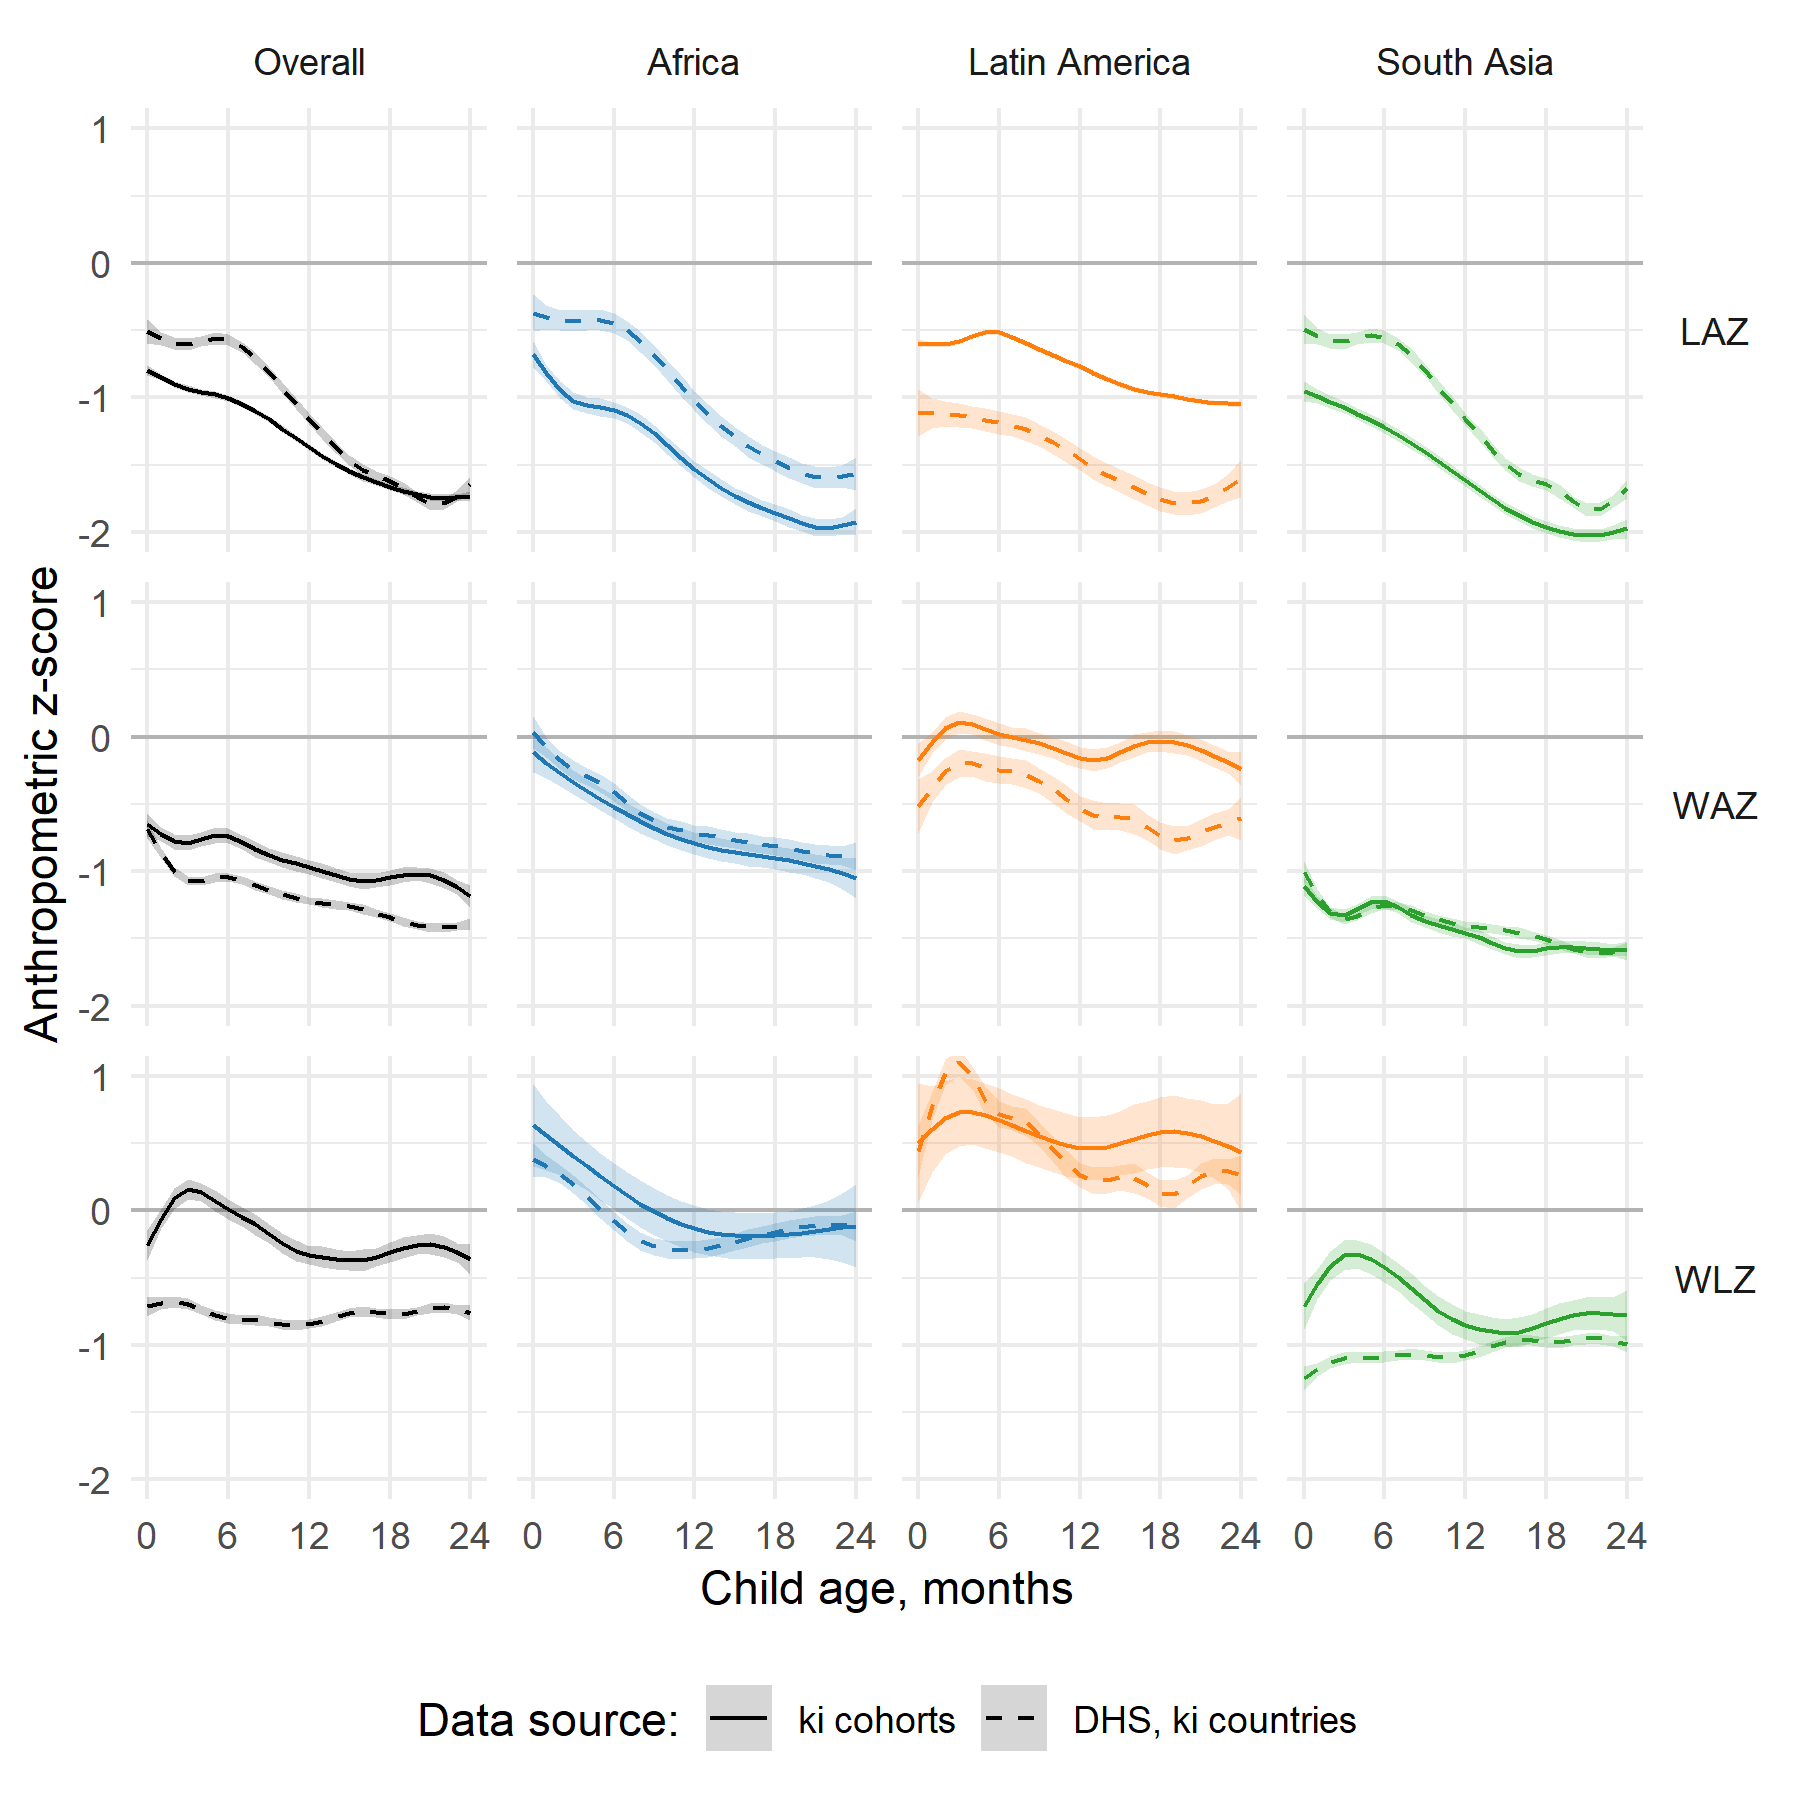 Overall Africa Latin America South Asia
1
0
-1
-2
LAZ
Anthropometric z-score
1
0
-1
-2
WAZ
1
0
-1
-2
WLZ
0 6 12 18 24 0 6 12 18 24 0 6 12 18 24 0 6 12 18 24
Child age, months
Data source: ki cohorts DHS, ki countries